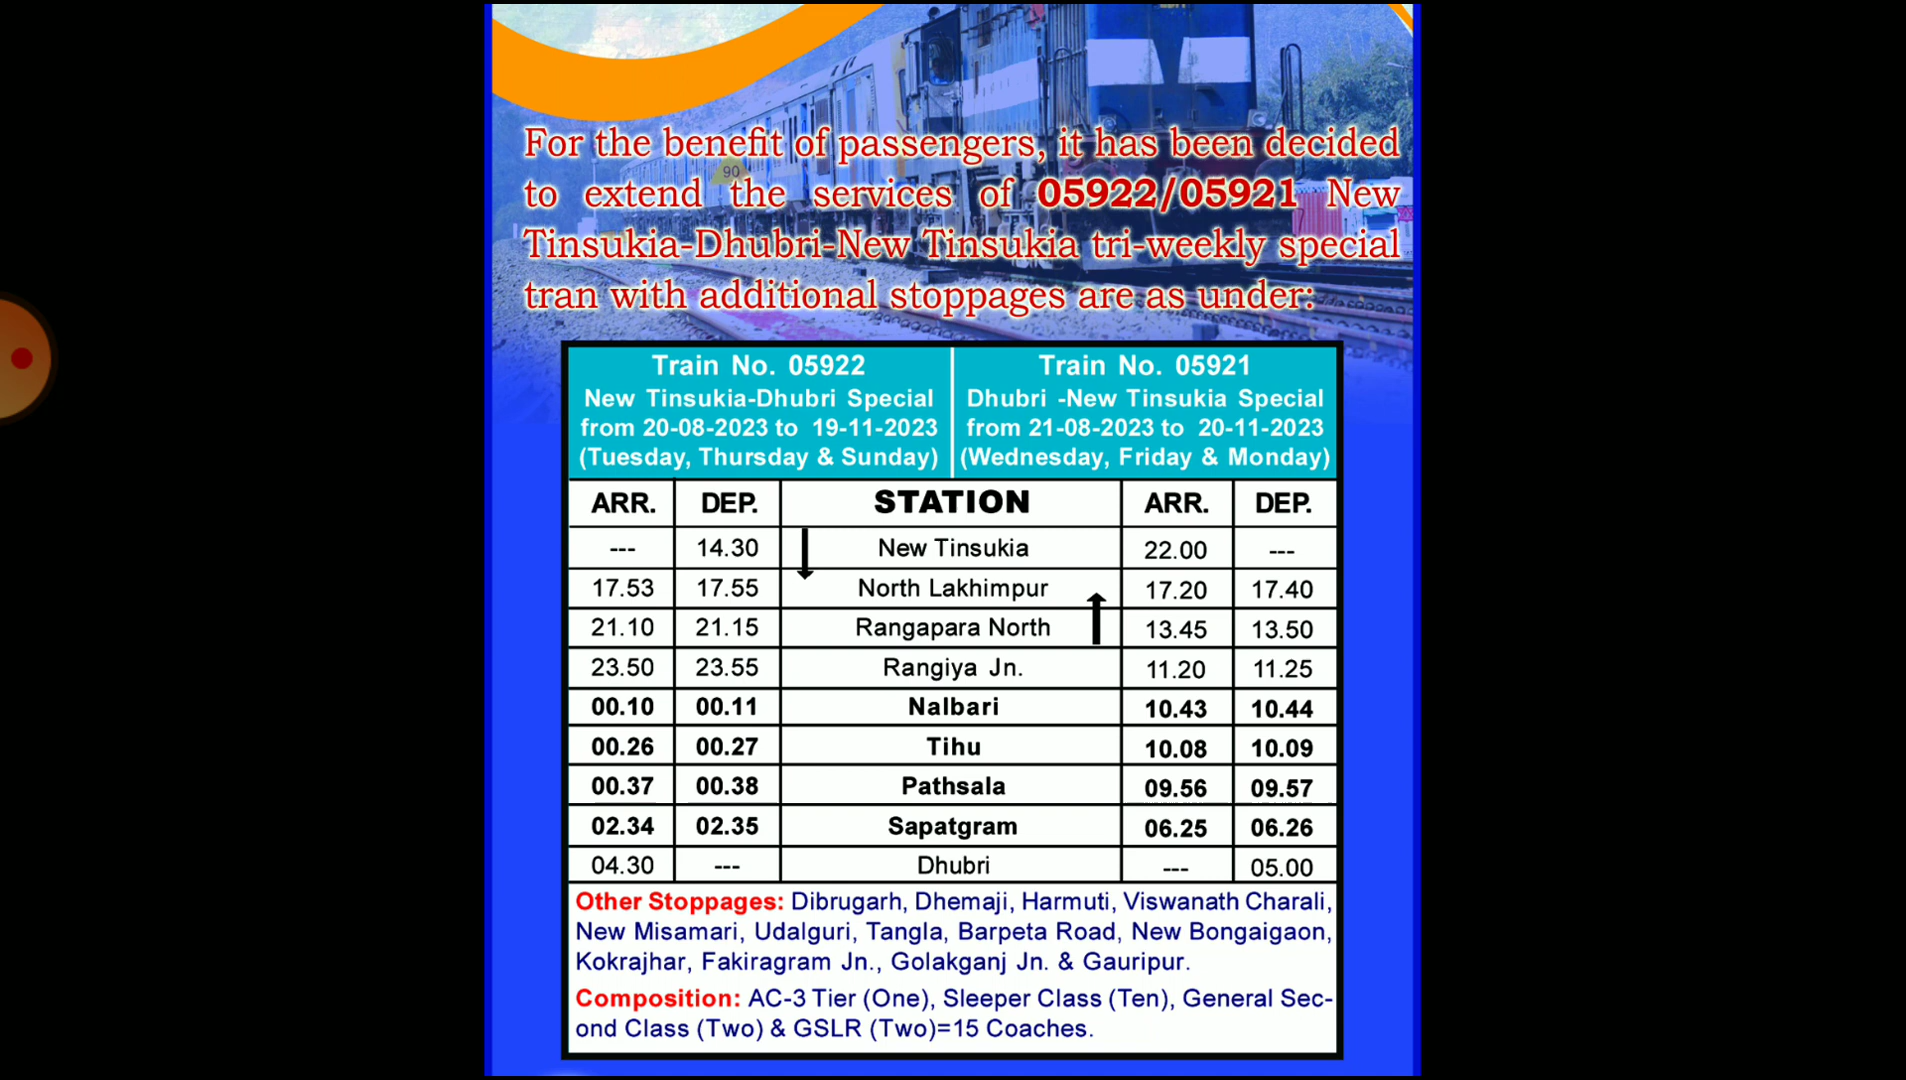 For the benefit of passengers, it has been decided
to extend the services of 05922/05921 New
Tinsukia-Dhubri-New Tinsukia tri-weekly special
tran with additional stoppages are as under:
90
Train No. 05922
New Tinsukia-Dhubri Special
from 20-08-2023 to 19-11-2023
(Tuesday, Thursday & Sunday)
Train No. 05921
Dhubri -New Tinsukia Special
from 21-08-2023 to 20-11-2023
(Wednesday, Friday & Monday)
ARR. DEP. STATION ARR. DEP.
--- 14.30 New Tinsukia 22.00 ---
17.53 17.55 North Lakhimpur 17.20 17.40
21.10 21.15 Rangapara North 13.45 13.50
23.50 23.55 Rangiya Jn. 11.20 11.25
00.10 00.11 Nalbari 10.43 10.44
00.26 00.27 Tihu 10.08 10.09
00.37 00.38 Pathsala 09.56 09.57
02.34 02.35 Sapatgram 06.25 06.26
04.30 --- Dhubri --- 05.00
Other Stoppages: Dibrugarh, Dhemaji, Harmuti, Viswanath Charali,
New Misamari, Udalguri, Tangla, Barpeta Road, New Bongaigaon,
Kokrajhar, Fakiragram Jn., Golakganj Jn. & Gauripur.
Composition: AC-3 Tier (One), Sleeper Class (Ten), General Sec-
ond Class (Two) & GSLR (Two)=15 Coaches.